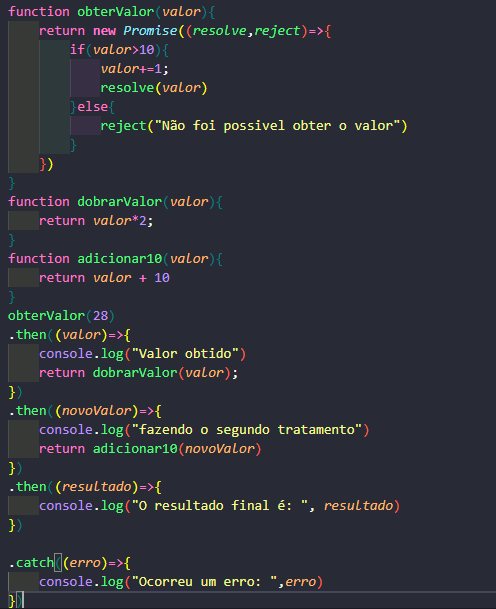 function obterValor(valor){
    return new Promise((resolve,reject)=>{
        if(valor>10){
            valor+=1;
            resolve(valor)
        }else{
            reject("Não foi possivel obter o valor")
        }
    })
}
function dobrarValor(valor){
    return valor*2;
}
function adicionar10(valor){
    return valor + 10
}
obterValor(28)
.then((valor)=>{
    console.log("Valor obtido")
    return dobrarValor(valor);
})
.then((novoValor)=>{
    console.log("fazendo o segundo tratamento")
    return adicionar10(novoValor)
})
.then((resultado)=>{
    console.log("O resultado final é: ", resultado)
})

.catch((erro)=>{
    console.log("Ocorreu um erro: ",erro)
})